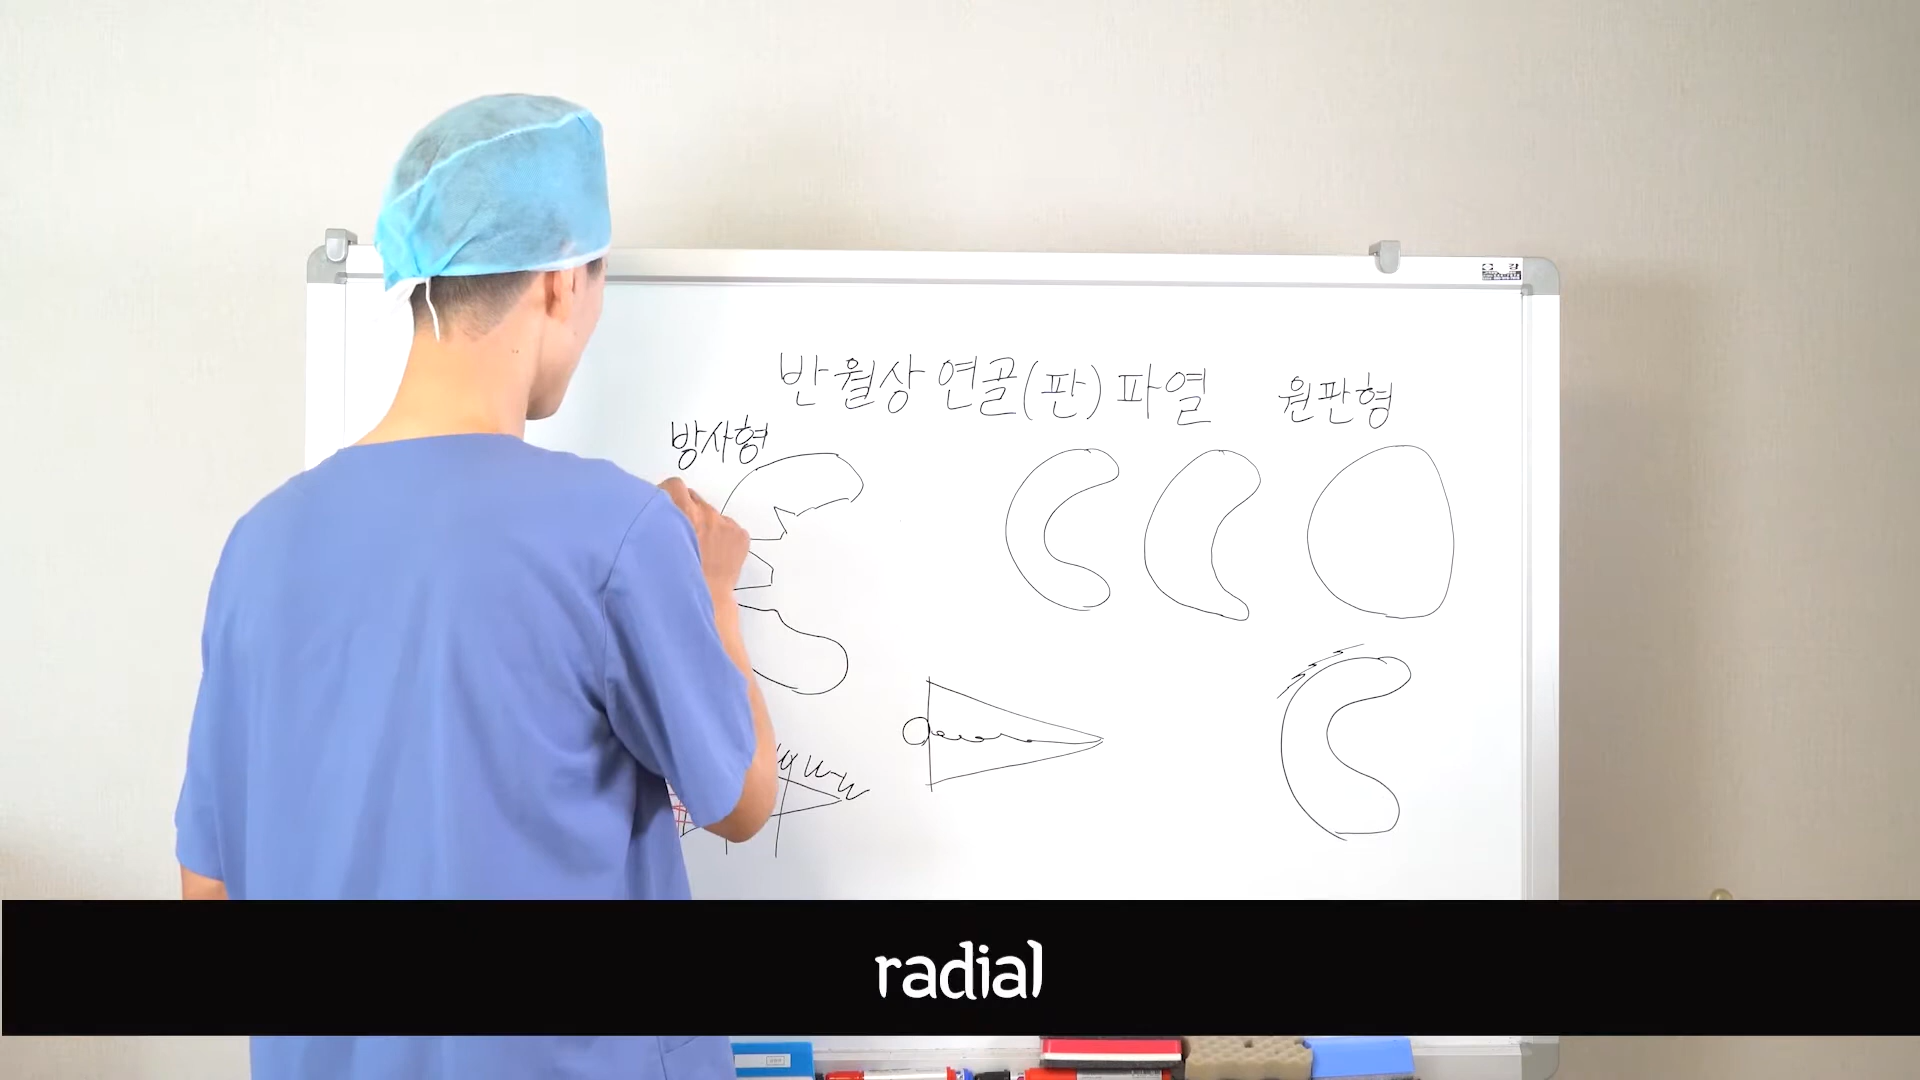 반월상 연골(판) 파열
원판형
방사형
radial